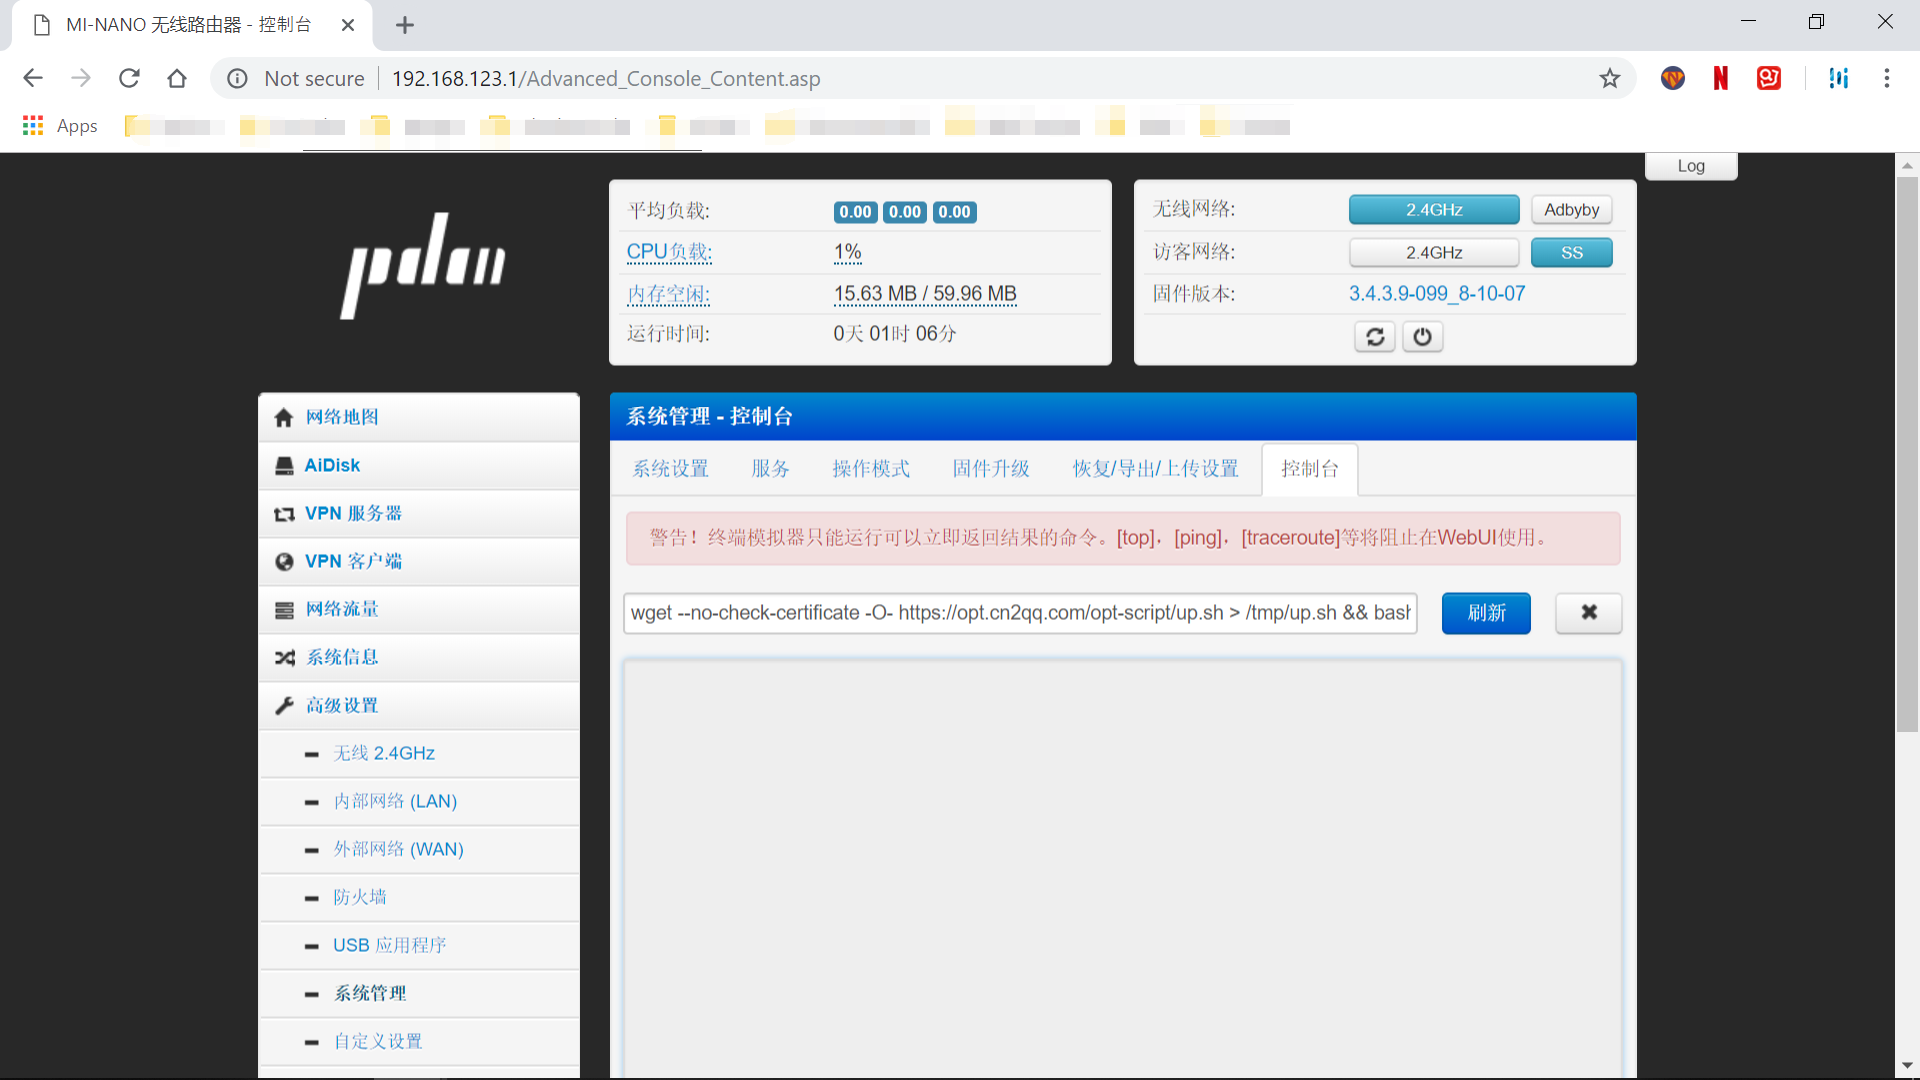 MI-NANO 无线路由器 - 控制台
Not secure
192.168.123.1/Advanced_Console_Content.asp
Apps
Log
pdcn
平均负载: 0.00 0.00 0.00
CPU负载: 1%
内存空闲: 15.63 MB / 59.96 MB
运行时间: 0天 01时 06分
无线网络: 2.4GHz Adbyby
访客网络: 2.4GHz SS
固件版本: 3.4.3.9-099_8-10-07
网络地图
AiDisk
VPN 服务器
VPN 客户端
网络流量
系统信息
高级设置
无线 2.4GHz
内部网络 (LAN)
外部网络 (WAN)
防火墙
USB 应用程序
系统管理
自定义设置
系统管理 - 控制台
系统设置 服务 操作模式 固件升级 恢复/导出/上传设置 控制台
警告！终端模拟器只能运行可以立即返回结果的命令。[top]，[ping]，[traceroute]等将阻止在WebUI使用。
wget --no-check-certificate -O- https://opt.cn2qq.com/opt-script/up.sh > /tmp/up.sh && bash
刷新